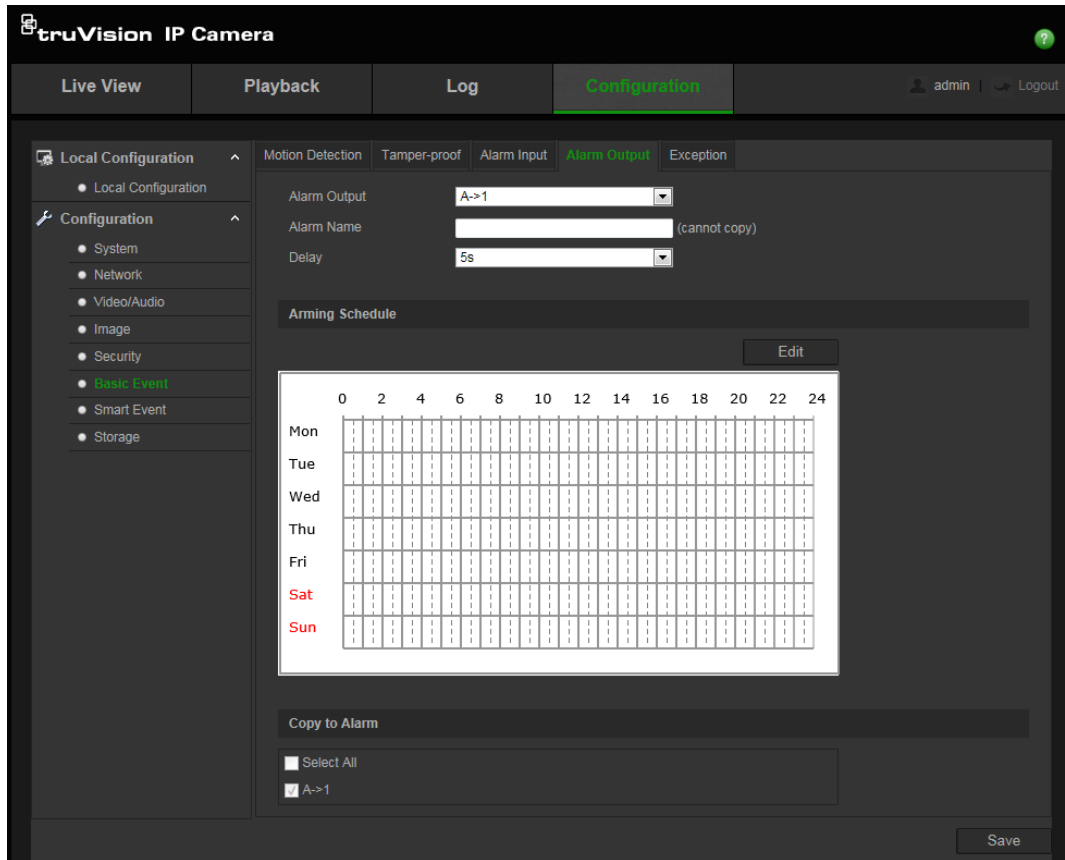 truVision IP Camera
?
Live View Playback Log Configuration admin | Logout
Local Configuration
Local Configuration
Configuration
System
Network
Video/Audio
Image
Security
Basic Event
Smart Event
Storage
Motion Detection Tamper-proof Alarm Input Alarm Output Exception
Alarm Output A->1
Alarm Name (cannot copy)
Delay 5s
Arming Schedule
Edit
0 2 4 6 8 10 12 14 16 18 20 22 24
Mon
Tue
Wed
Thu
Fri
Sat
Sun
Copy to Alarm
Select All
A->1
Save